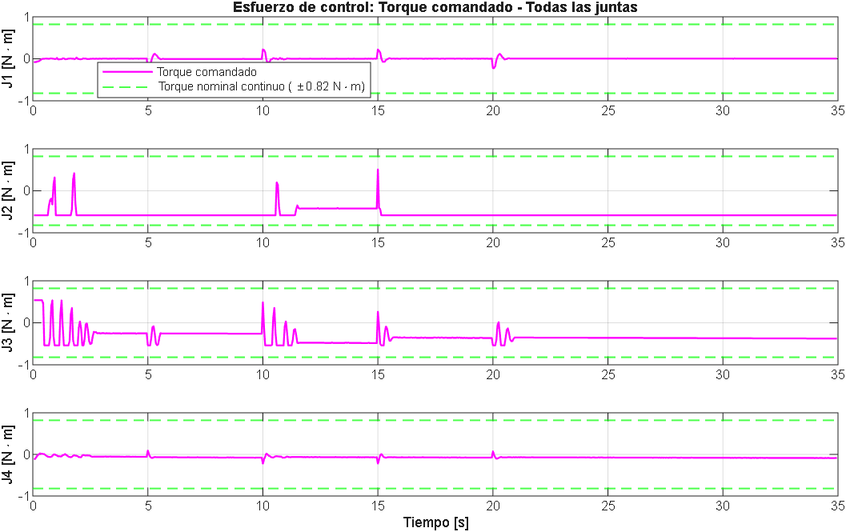 Esfuerzo de control: Torque comandado - Todas las juntas
1
0
-1
J1 [N · m]
Torque comandado
Torque nominal continuo ( ±0.82 N · m)
0 5 10 15 20 25 30 35
1
0
-1
J2 [N · m]
0 5 10 15 20 25 30 35
1
0
-1
J3 [N · m]
0 5 10 15 20 25 30 35
1
0
-1
J4 [N · m]
0 5 10 15 20 25 30 35
Tiempo [s]